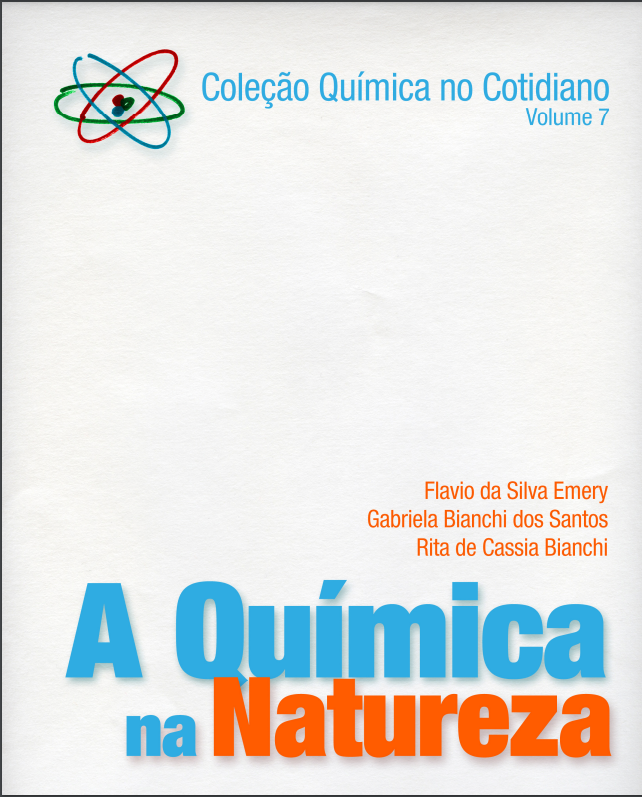 Coleção Química no Cotidiano
Volume 7
Flavio da Silva Emery
Gabriela Bianchi dos Santos
Rita de Cassia Bianchi
A Química
na Natureza